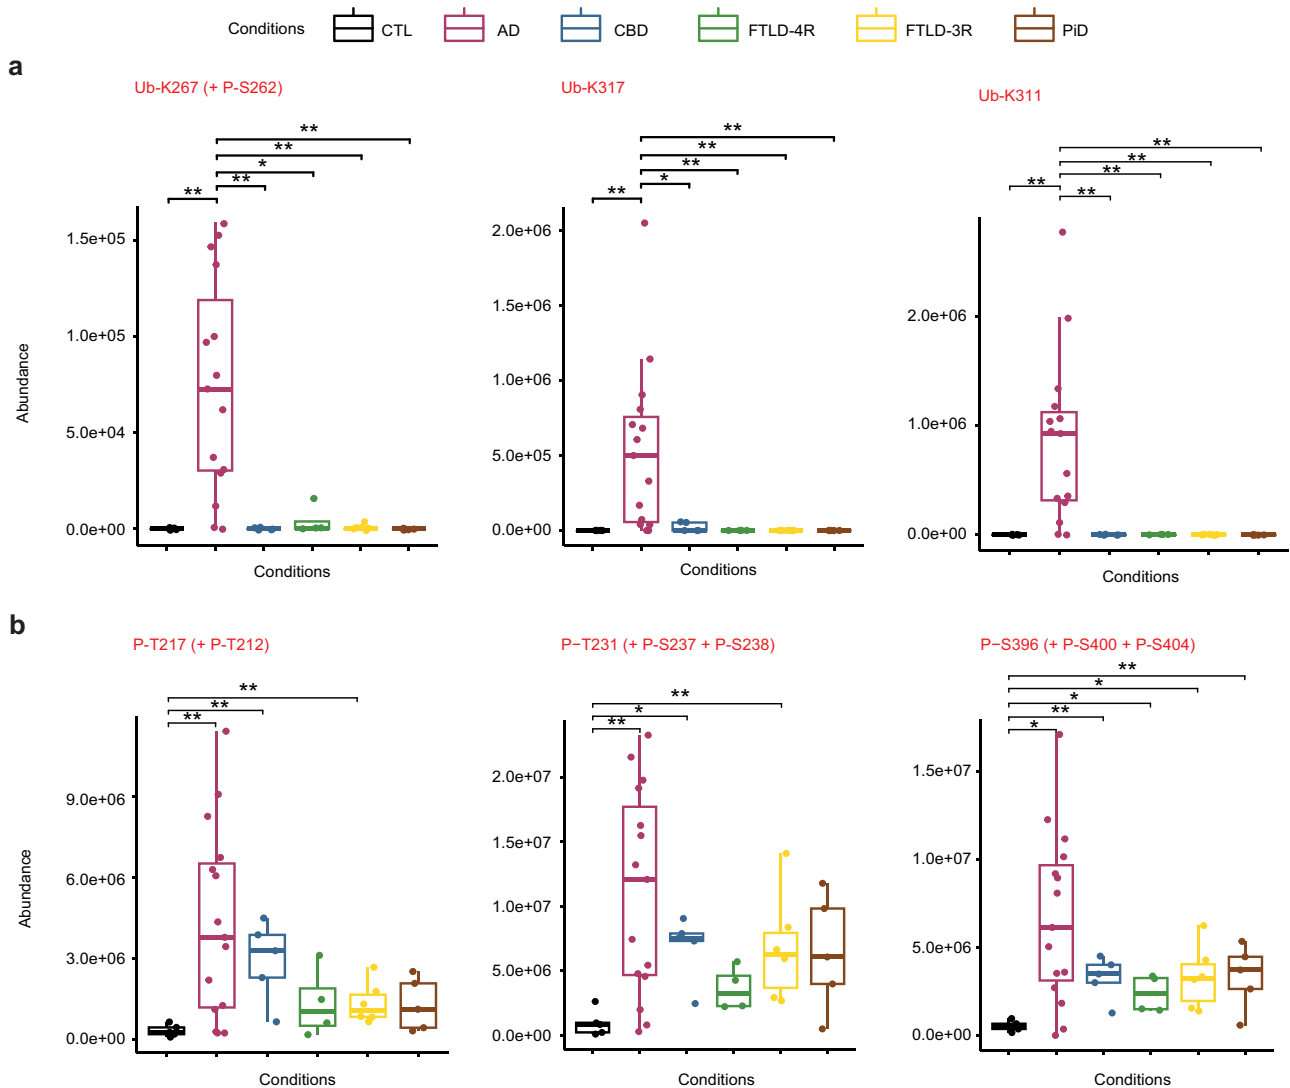 Conditions CTL AD CBD FTLD-4R FTLD-3R PiD
a
Ub-K267 (+ P-S262)
**
**
*
**
**
1.5e+05
1.0e+05
5.0e+04
0.0e+00
Abundance
Conditions
Ub-K317
**
**
**
*
**
2.0e+06
1.5e+06
1.0e+06
5.0e+05
0.0e+00
Conditions
Ub-K311
**
**
**
**
**
2.0e+06
1.0e+06
0.0e+00
Conditions
b
P-T217 (+ P-T212)
**
**
**
9.0e+06
6.0e+06
3.0e+06
0.0e+00
Abundance
Conditions
P−T231 (+ P-S237 + P-S238)
**
*
**
2.0e+07
1.5e+07
1.0e+07
5.0e+06
0.0e+00
Conditions
P−S396 (+ P-S400 + P-S404)
**
*
*
**
*
1.5e+07
1.0e+07
5.0e+06
0.0e+00
Conditions